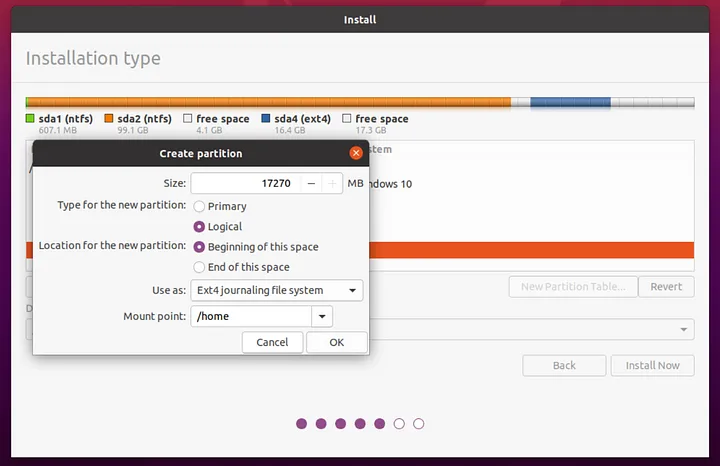 Install
Installation type
sda1 (ntfs) sda2 (ntfs) free space sda4 (ext4) free space
607.1 MB 99.1 GB 4.1 GB 16.4 GB 17.3 GB
Create partition
Size: 17270 MB
Type for the new partition: Primary
Logical
Location for the new partition: Beginning of this space
End of this space
Use as: Ext4 journaling file system
Mount point: /home
Cancel OK
stem
ndows 10
New Partition Table... Revert
Back Install Now